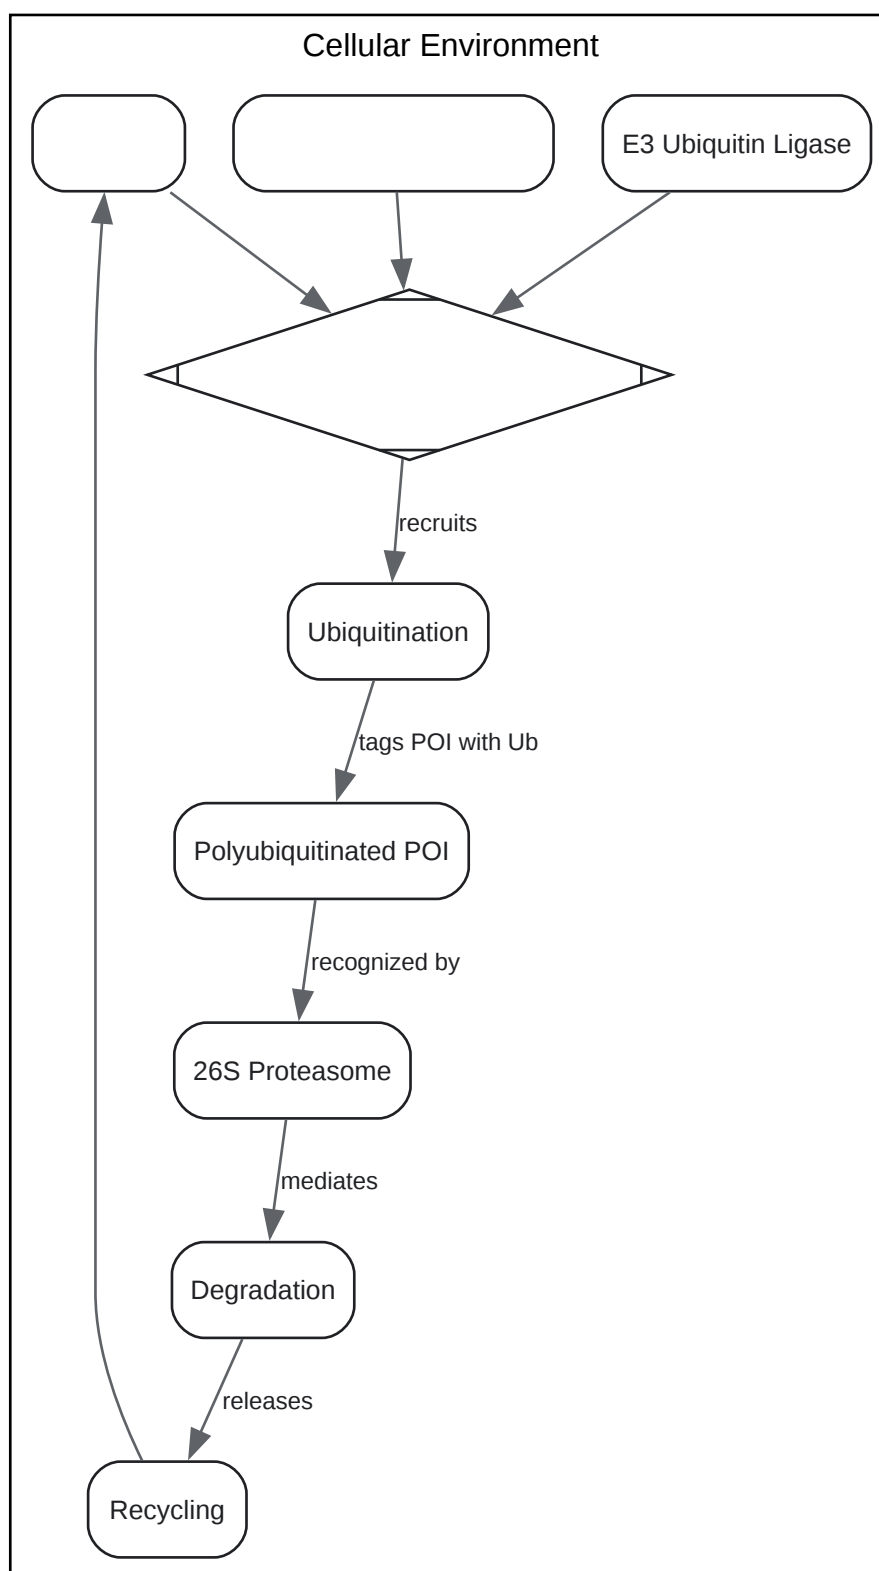 Cellular Environment
E3 Ubiquitin Ligase
recruits
Ubiquitination
tags POI with Ub
Polyubiquitinated POI
recognized by
26S Proteasome
mediates
Degradation
releases
Recycling